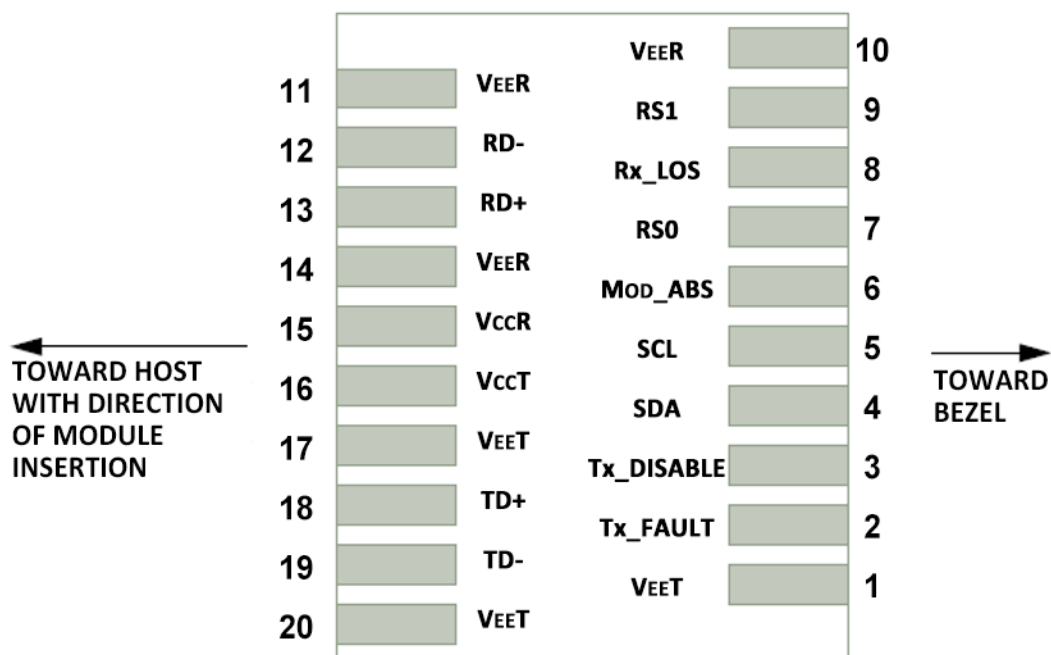 VEER 10
11 VEER
RS1 9
12 RD-
Rx_LOS 8
13 RD+
RS0 7
14 VEER
MOD_ABS 6
15 VCCR
SCL 5
16 VCCT
SDA 4
17 VEET
Tx_DISABLE 3
18 TD+
Tx_FAULT 2
19 TD-
VEET 1
20 VEET
TOWARD HOST
WITH DIRECTION
OF MODULE
INSERTION
TOWARD
BEZEL